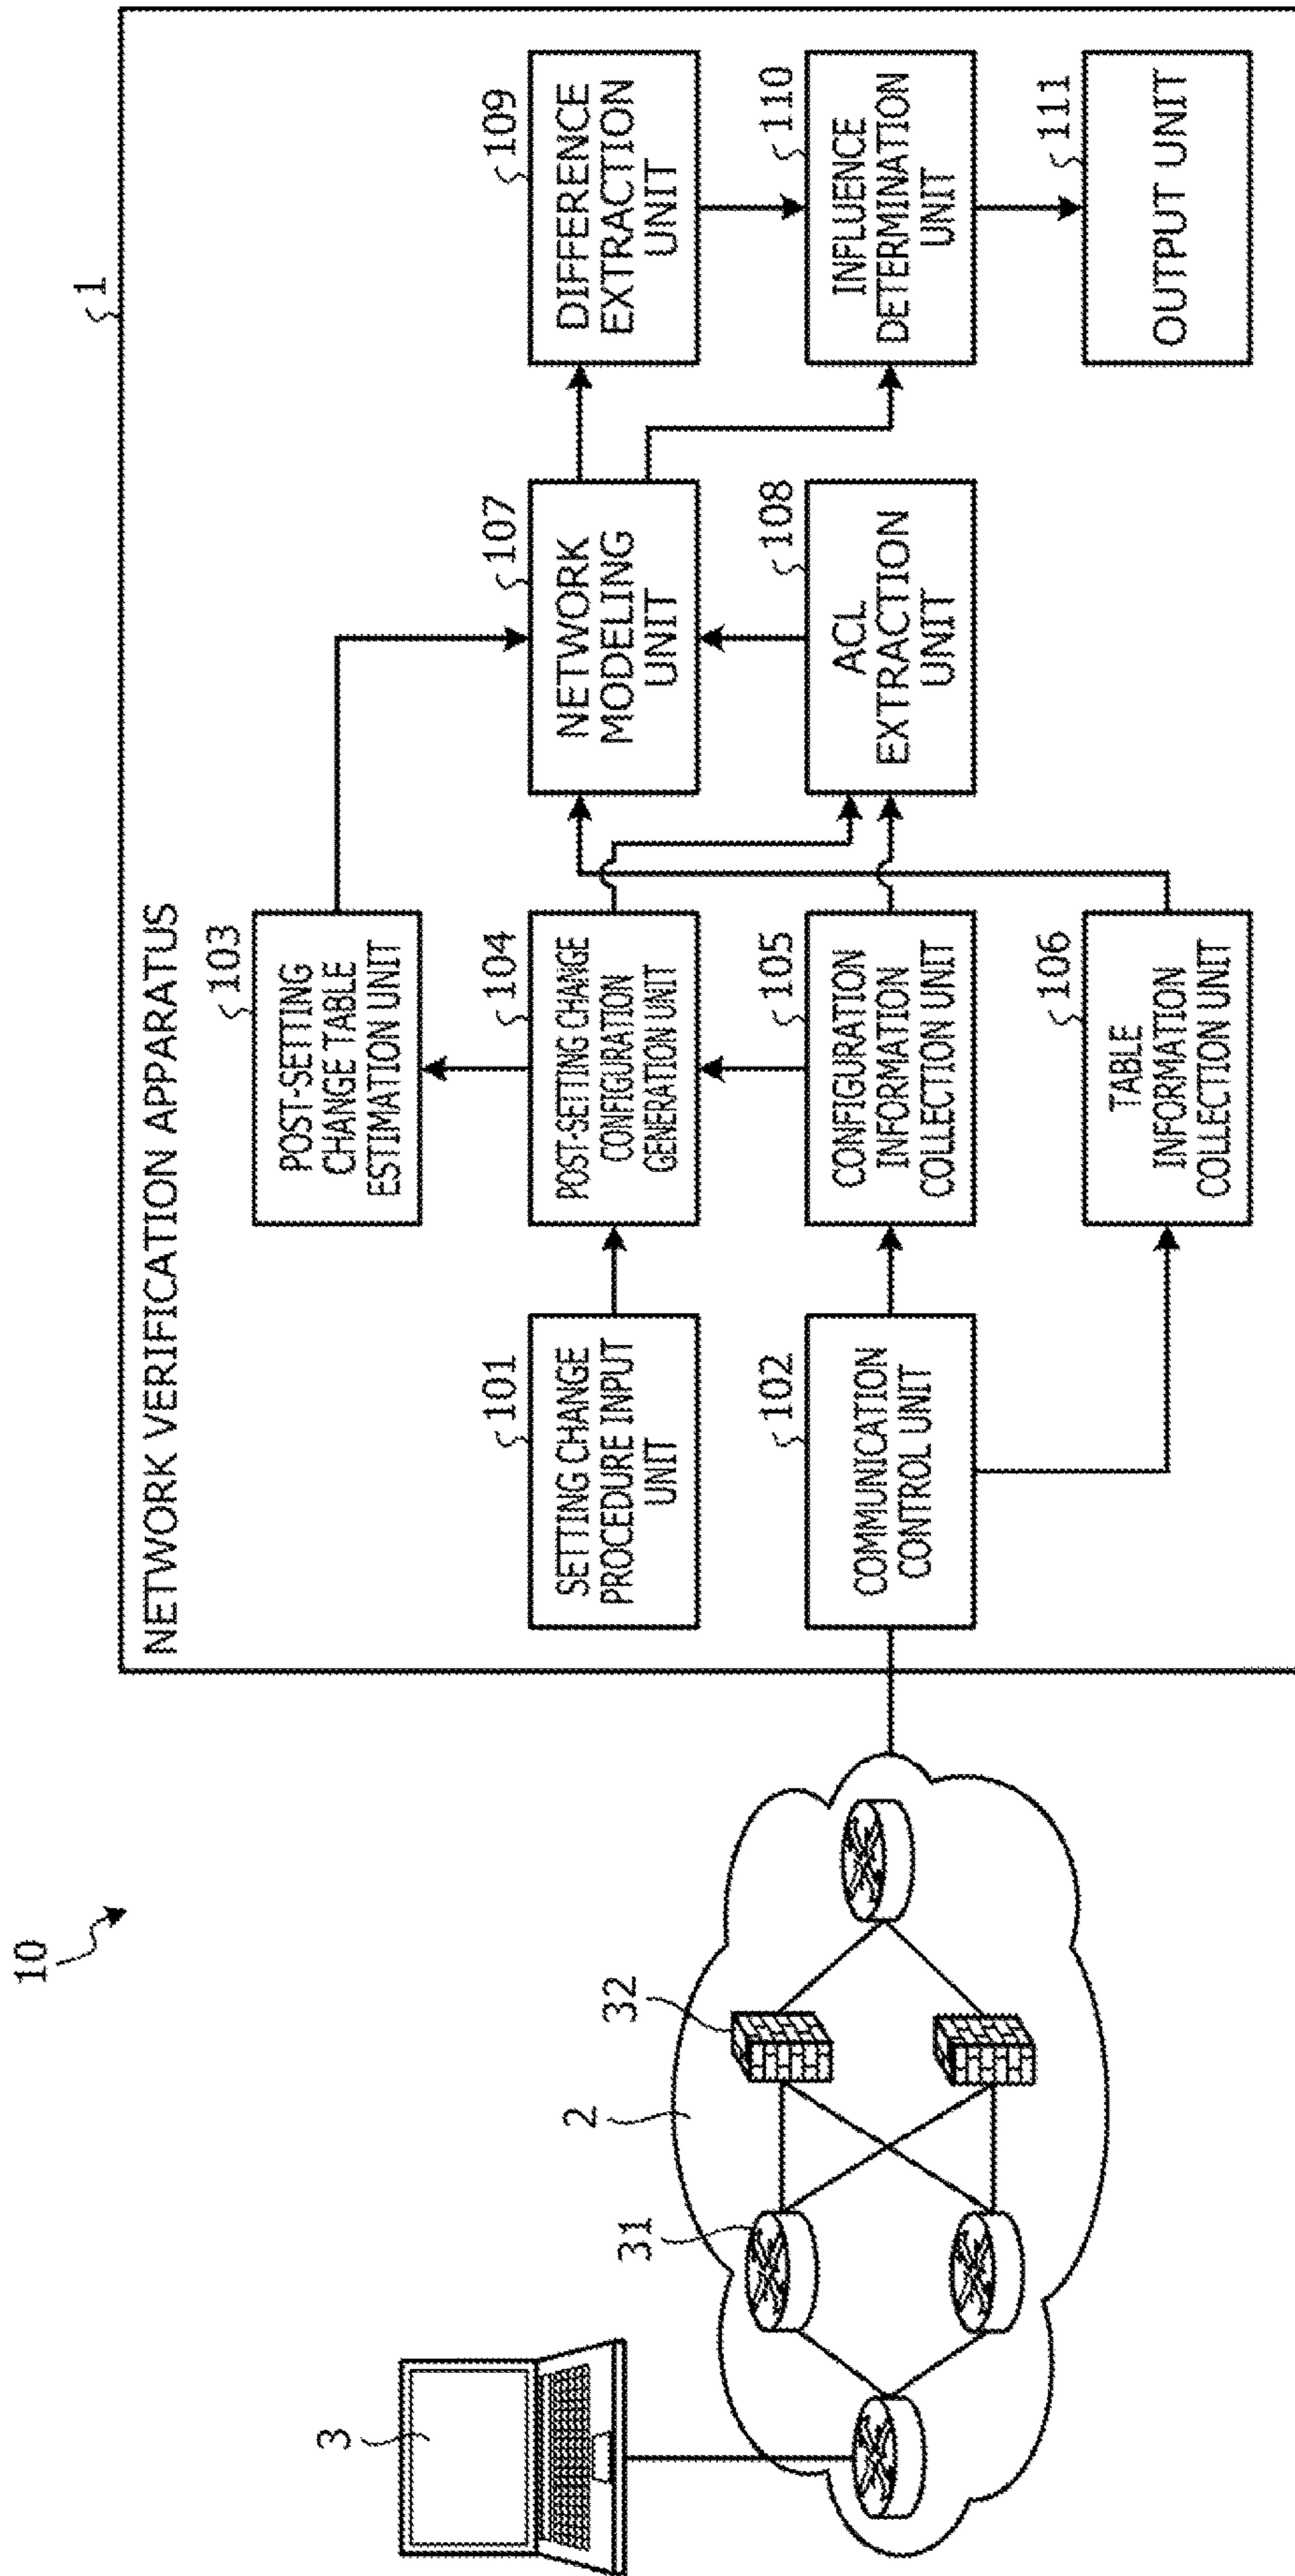 10
1
NETWORK VERIFICATION APPARATUS
103
POST-SETTING
CHANGE TABLE
ESTIMATION UNIT
101
SETTING CHANGE
PROCEDURE INPUT
UNIT
104
POST-SETTING CHANGE
CONFIGURATION
GENERATION UNIT
107
NETWORK
MODELING
UNIT
109
DIFFERENCE
EXTRACTION
UNIT
102
COMMUNICATION
CONTROL UNIT
105
CONFIGURATION
INFORMATION
COLLECTION UNIT
108
ACL
EXTRACTION
UNIT
110
INFLUENCE
DETERMINATION
UNIT
106
TABLE
INFORMATION
COLLECTION UNIT
111
OUTPUT UNIT
3
31
2
32